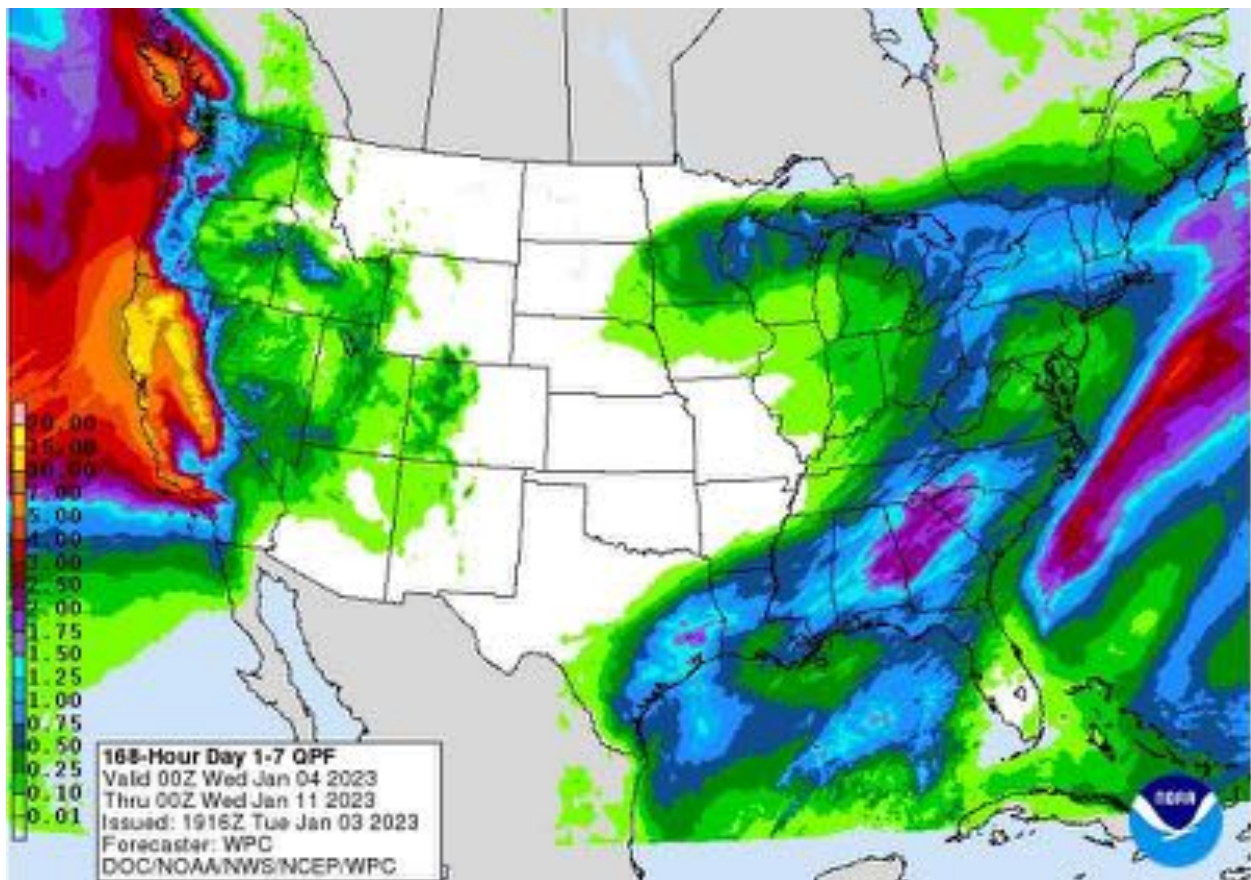 20.00
15.00
10.00
7.00
5.00
4.00
3.00
2.50
2.00
1.75
1.50
1.25
1.00
0.75
0.50
0.25
0.10
0.01
168-Hour Day 1-7 QPF
Valid 00Z Wed Jan 04 2023
Thru 00Z Wed Jan 11 2023
Issued: 1916Z Tue Jan 03 2023
Forecaster: WPC
DOC/NOAA/NWS/NCEP/WPC
NOAA